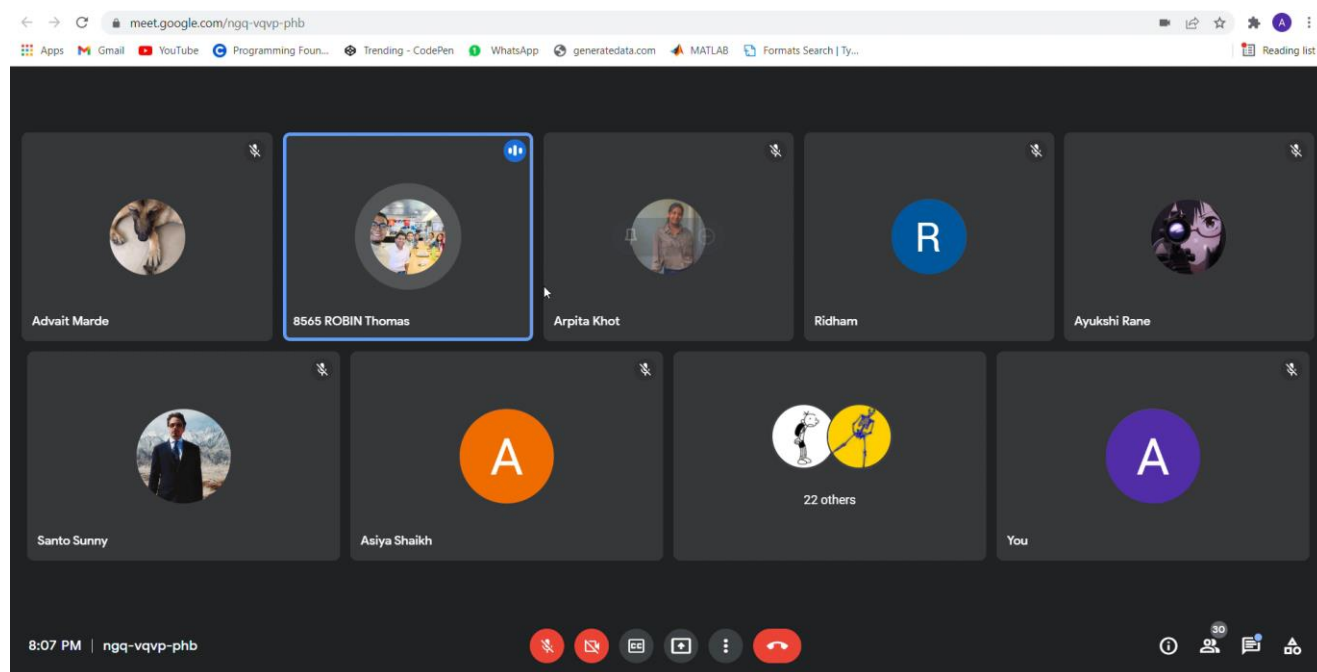 meet.google.com/ngq-vqvp-phb
A
Apps Gmail YouTube Programming Foun... Trending - CodePen WhatsApp generatedata.com MATLAB Formats Search | Ty... Reading list
R
Advait Marde 8565 ROBIN Thomas Arpita Khot Ridham Ayukshi Rane
A A
22 others
Santo Sunny Asiya Shaikh You
8:07 PM | ngq-vqvp-phb CC 30